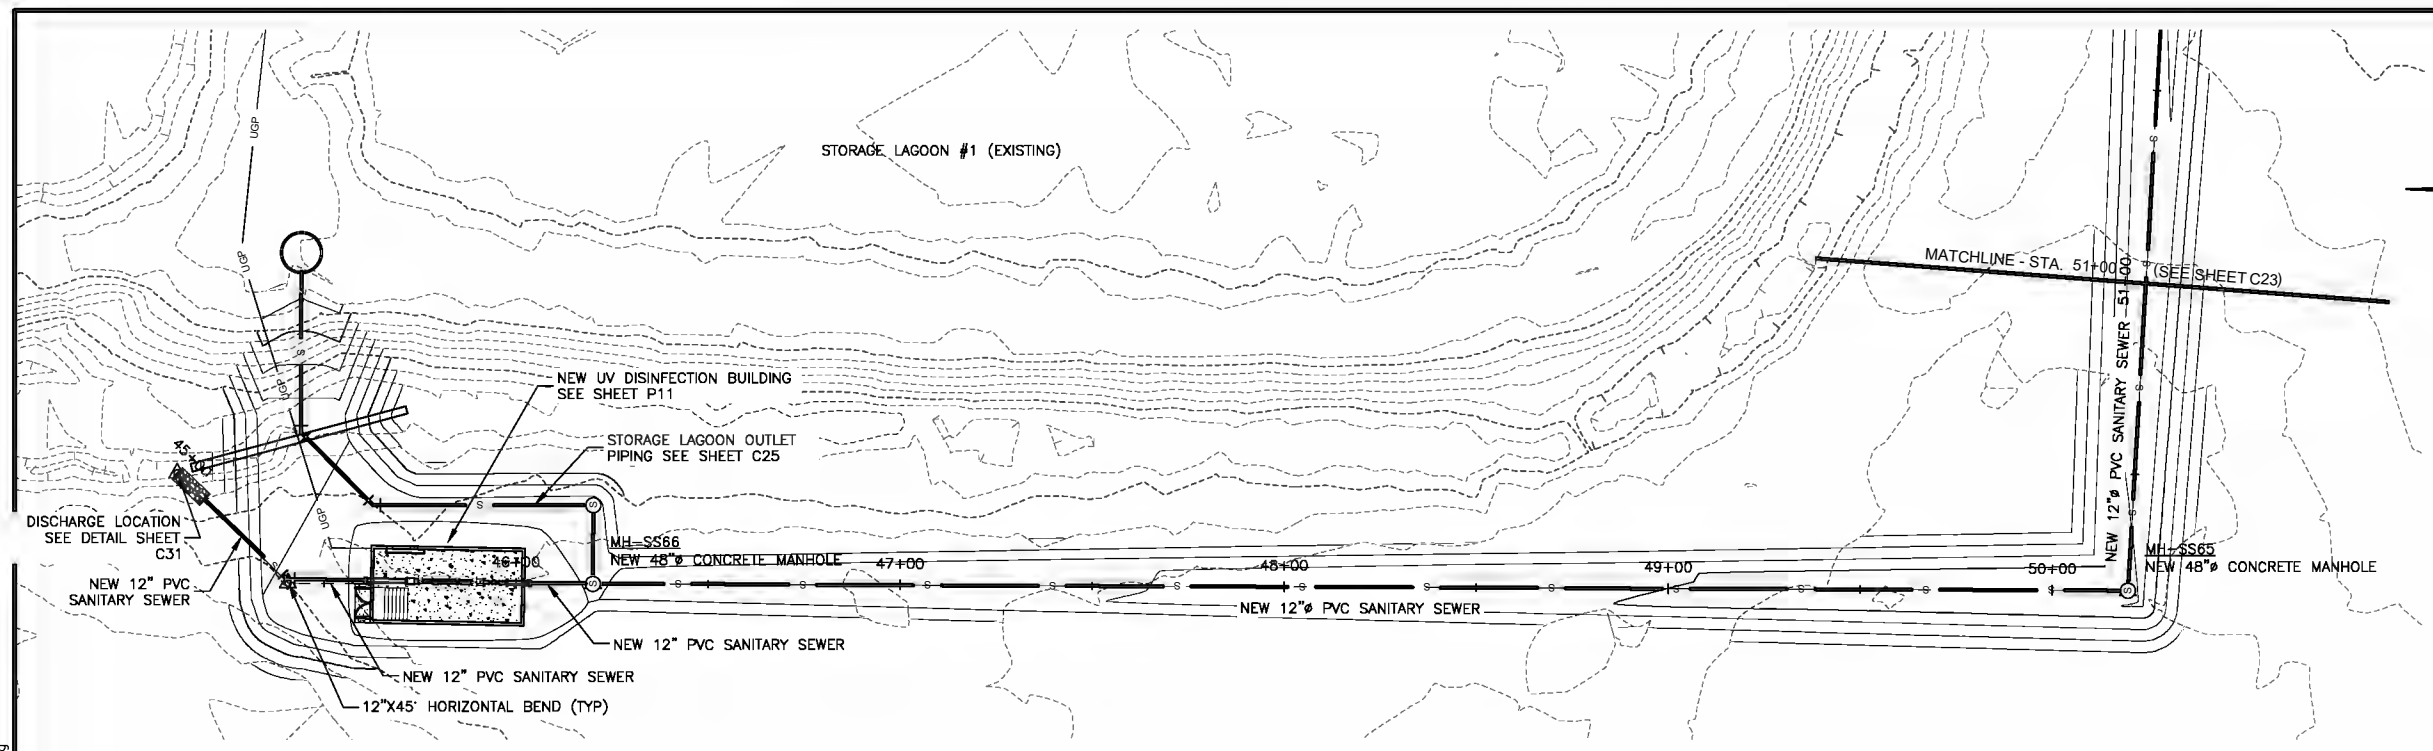 UGP
STORAGE LAGOON #1 (EXISTING)
UGP
MATCHLINE - STA. 51+00 (SEE SHEET C23)
51+00
S
S
S
S
UGP
NEW UV DISINFECTION BUILDING
SEE SHEET P11
STORAGE LAGOON OUTLET
PIPING SEE SHEET C25
NEW 12"ø PVC SANITARY SEWER
S
S
S
UGP
DISCHARGE LOCATION
SEE DETAIL SHEET
C31
MH-SS66
NEW 48"ø CONCRETE MANHOLE
MH-SS65
NEW 48"ø CONCRETE MANHOLE
46+00
47+00
48+00
49+00
50+00
S
S
S
S
S
S
S
S
S
S
S
S
NEW 12" PVC
SANITARY SEWER
NEW 12"ø PVC SANITARY SEWER
NEW 12" PVC SANITARY SEWER
NEW 12" PVC SANITARY SEWER
12"X45° HORIZONTAL BEND (TYP)